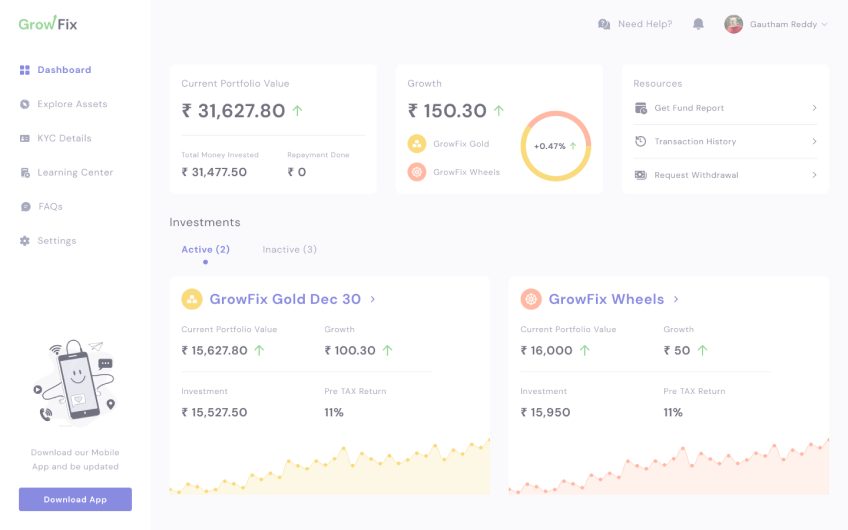 GrowFix
Need Help?
Gautham Reddy
Dashboard
Explore Assets
KYC Details
Learning Center
FAQs
Settings
Download our Mobile
App and be updated
Download App
Current Portfolio Value
₹ 31,627.80
Total Money Invested
₹ 31,477.50
Repayment Done
₹ 0
Growth
₹ 150.30
GrowFix Gold
GrowFix Wheels
+0.47%
Resources
Get Fund Report
Transaction History
Request Withdrawal
Investments
Active (2)
Inactive (3)
GrowFix Gold Dec 30
Current Portfolio Value
₹ 15,627.80
Growth
₹ 100.30
Investment
₹ 15,527.50
Pre TAX Return
11%
GrowFix Wheels
Current Portfolio Value
₹ 16,000
Growth
₹ 50
Investment
₹ 15,950
Pre TAX Return
11%